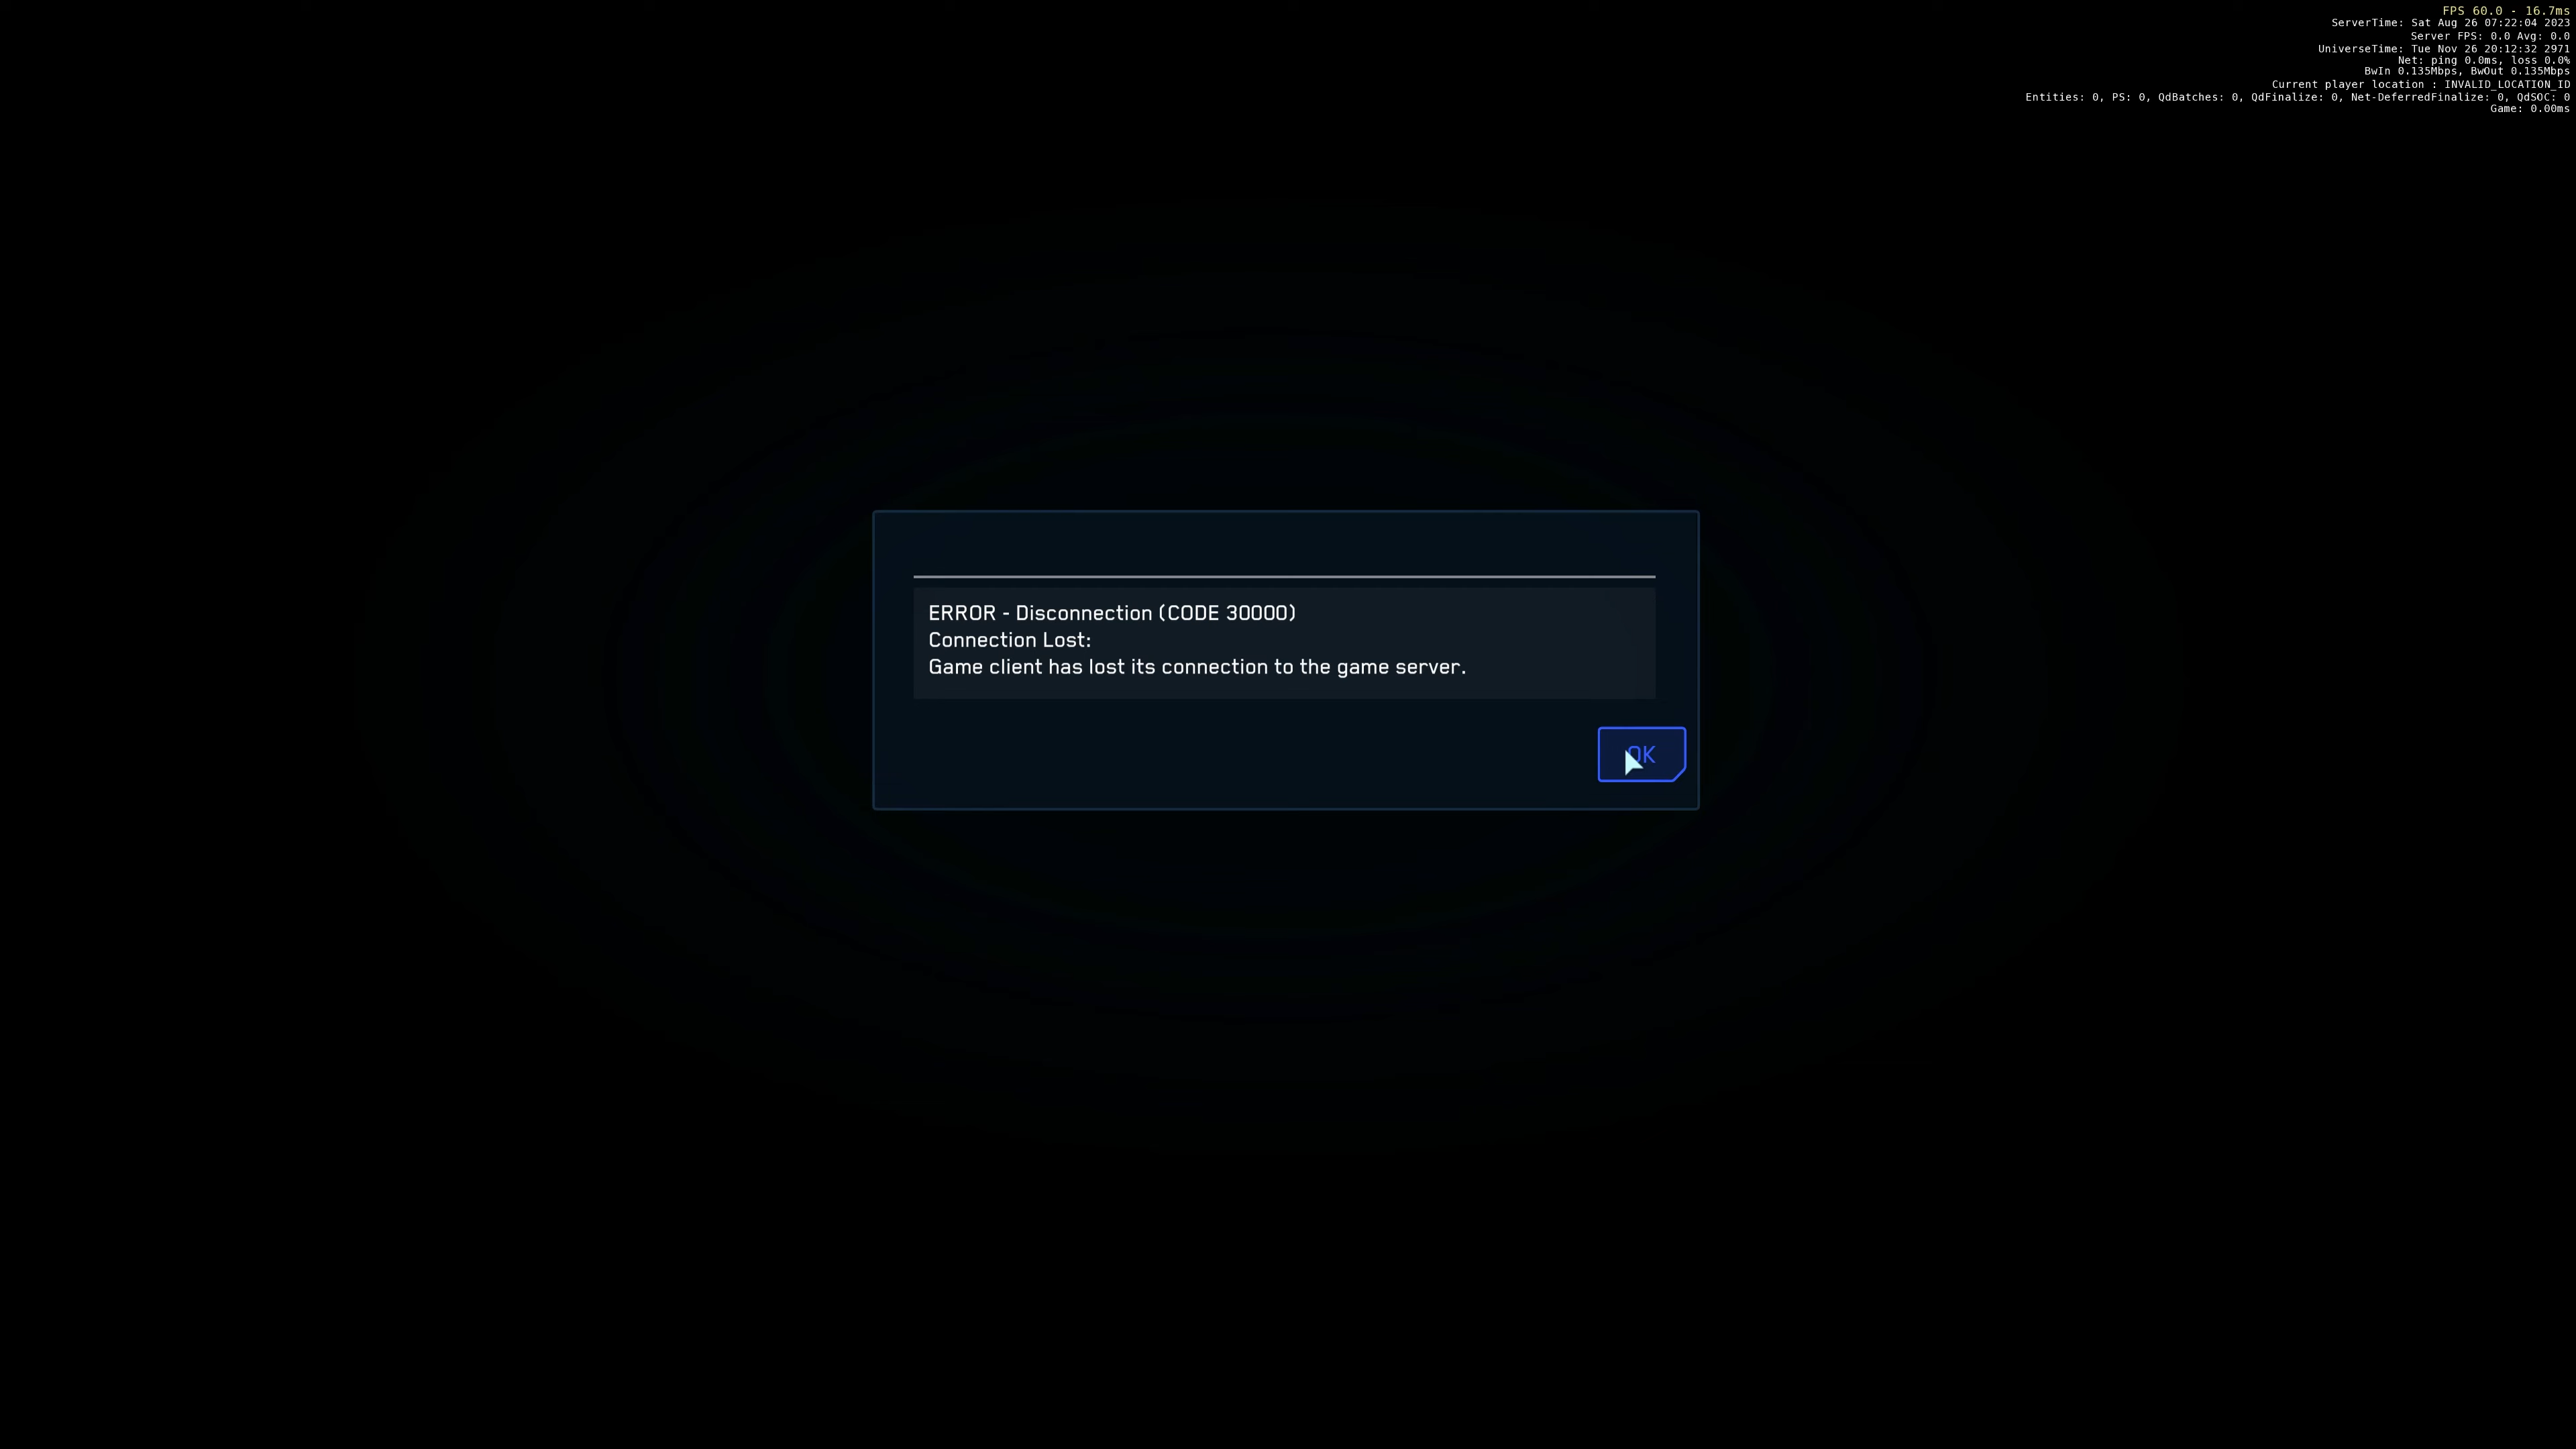 FPS 60.0 - 16.7ms
ServerTime: Sat Aug 26 07:22:04 2023
Server FPS: 0.0 Avg: 0.0
UniverseTime: Tue Nov 26 20:12:32 2971
Net: ping 0.0ms, loss 0.0%
BwIn 0.135Mbps, BwOut 0.135Mbps
Current player location : INVALID_LOCATION_ID
Entities: 0, PS: 0, QdBatches: 0, QdFinalize: 0, Net-DeferredFinalize: 0, QdSOC: 0
Game: 0.00ms
ERROR - Disconnection (CODE 30000)
Connection Lost:
Game client has lost its connection to the game server.
OK